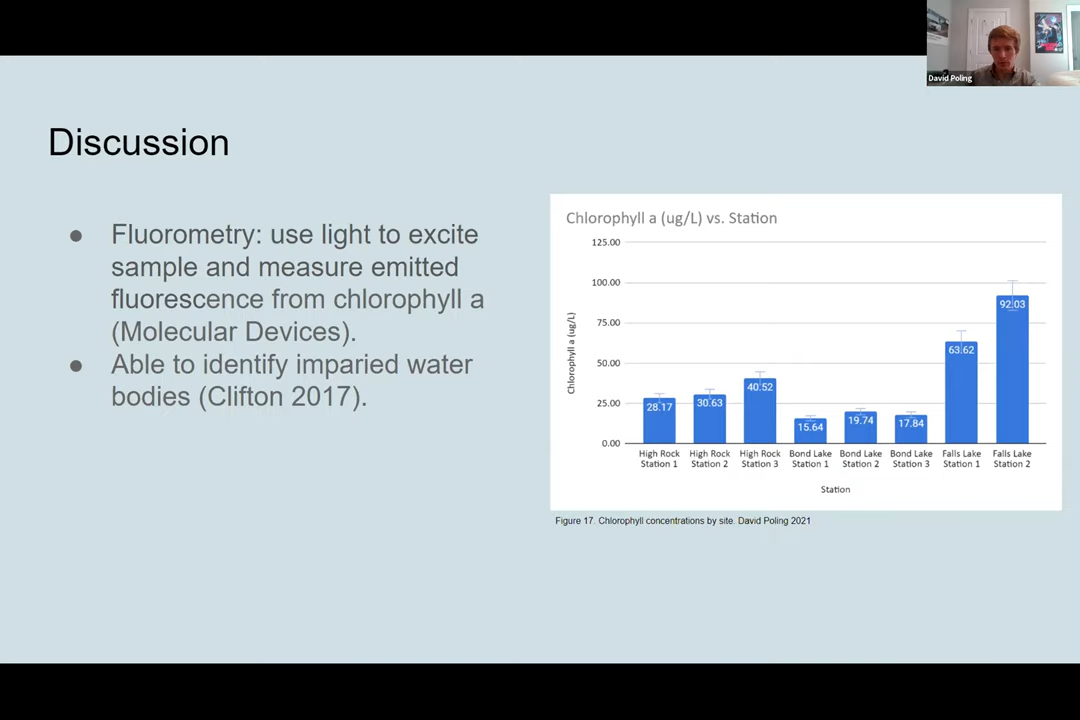 David Poling
Discussion
● Fluorometry: use light to excite
sample and measure emitted
fluorescence from chlorophyll a
(Molecular Devices).
● Able to identify imparied water
bodies (Clifton 2017).
Chlorophyll a (ug/L) vs. Station
Chlorophyll a (ug/L)
125.00
100.00
75.00
50.00
25.00
0.00
28.17
30.63
40.52
15.64
19.74
17.84
63.62
92.03
High Rock Station 1
High Rock Station 2
High Rock Station 3
Bond Lake Station 1
Bond Lake Station 2
Bond Lake Station 3
Falls Lake Station 1
Falls Lake Station 2
Station
Figure 17. Chlorophyll concentrations by site. David Poling 2021